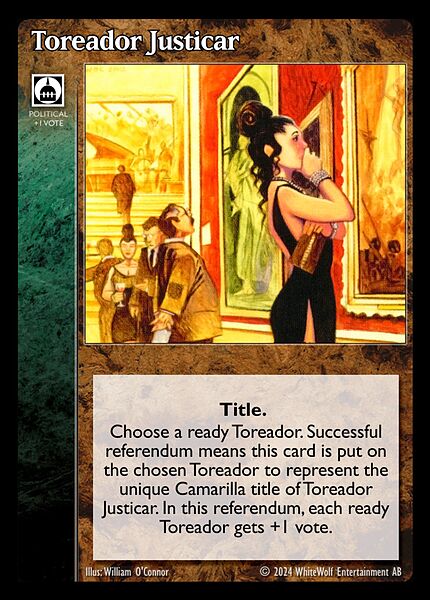 Toreador Justicar
POLITICAL
+1 VOTE
Title.
Choose a ready Toreador. Successful
referendum means this card is put on
the chosen Toreador to represent the
unique Camarilla title of Toreador
Justicar. In this referendum, each ready
Toreador gets +1 vote.
Illus: William O'Connor
© 2024 WhiteWolf Entertainment AB